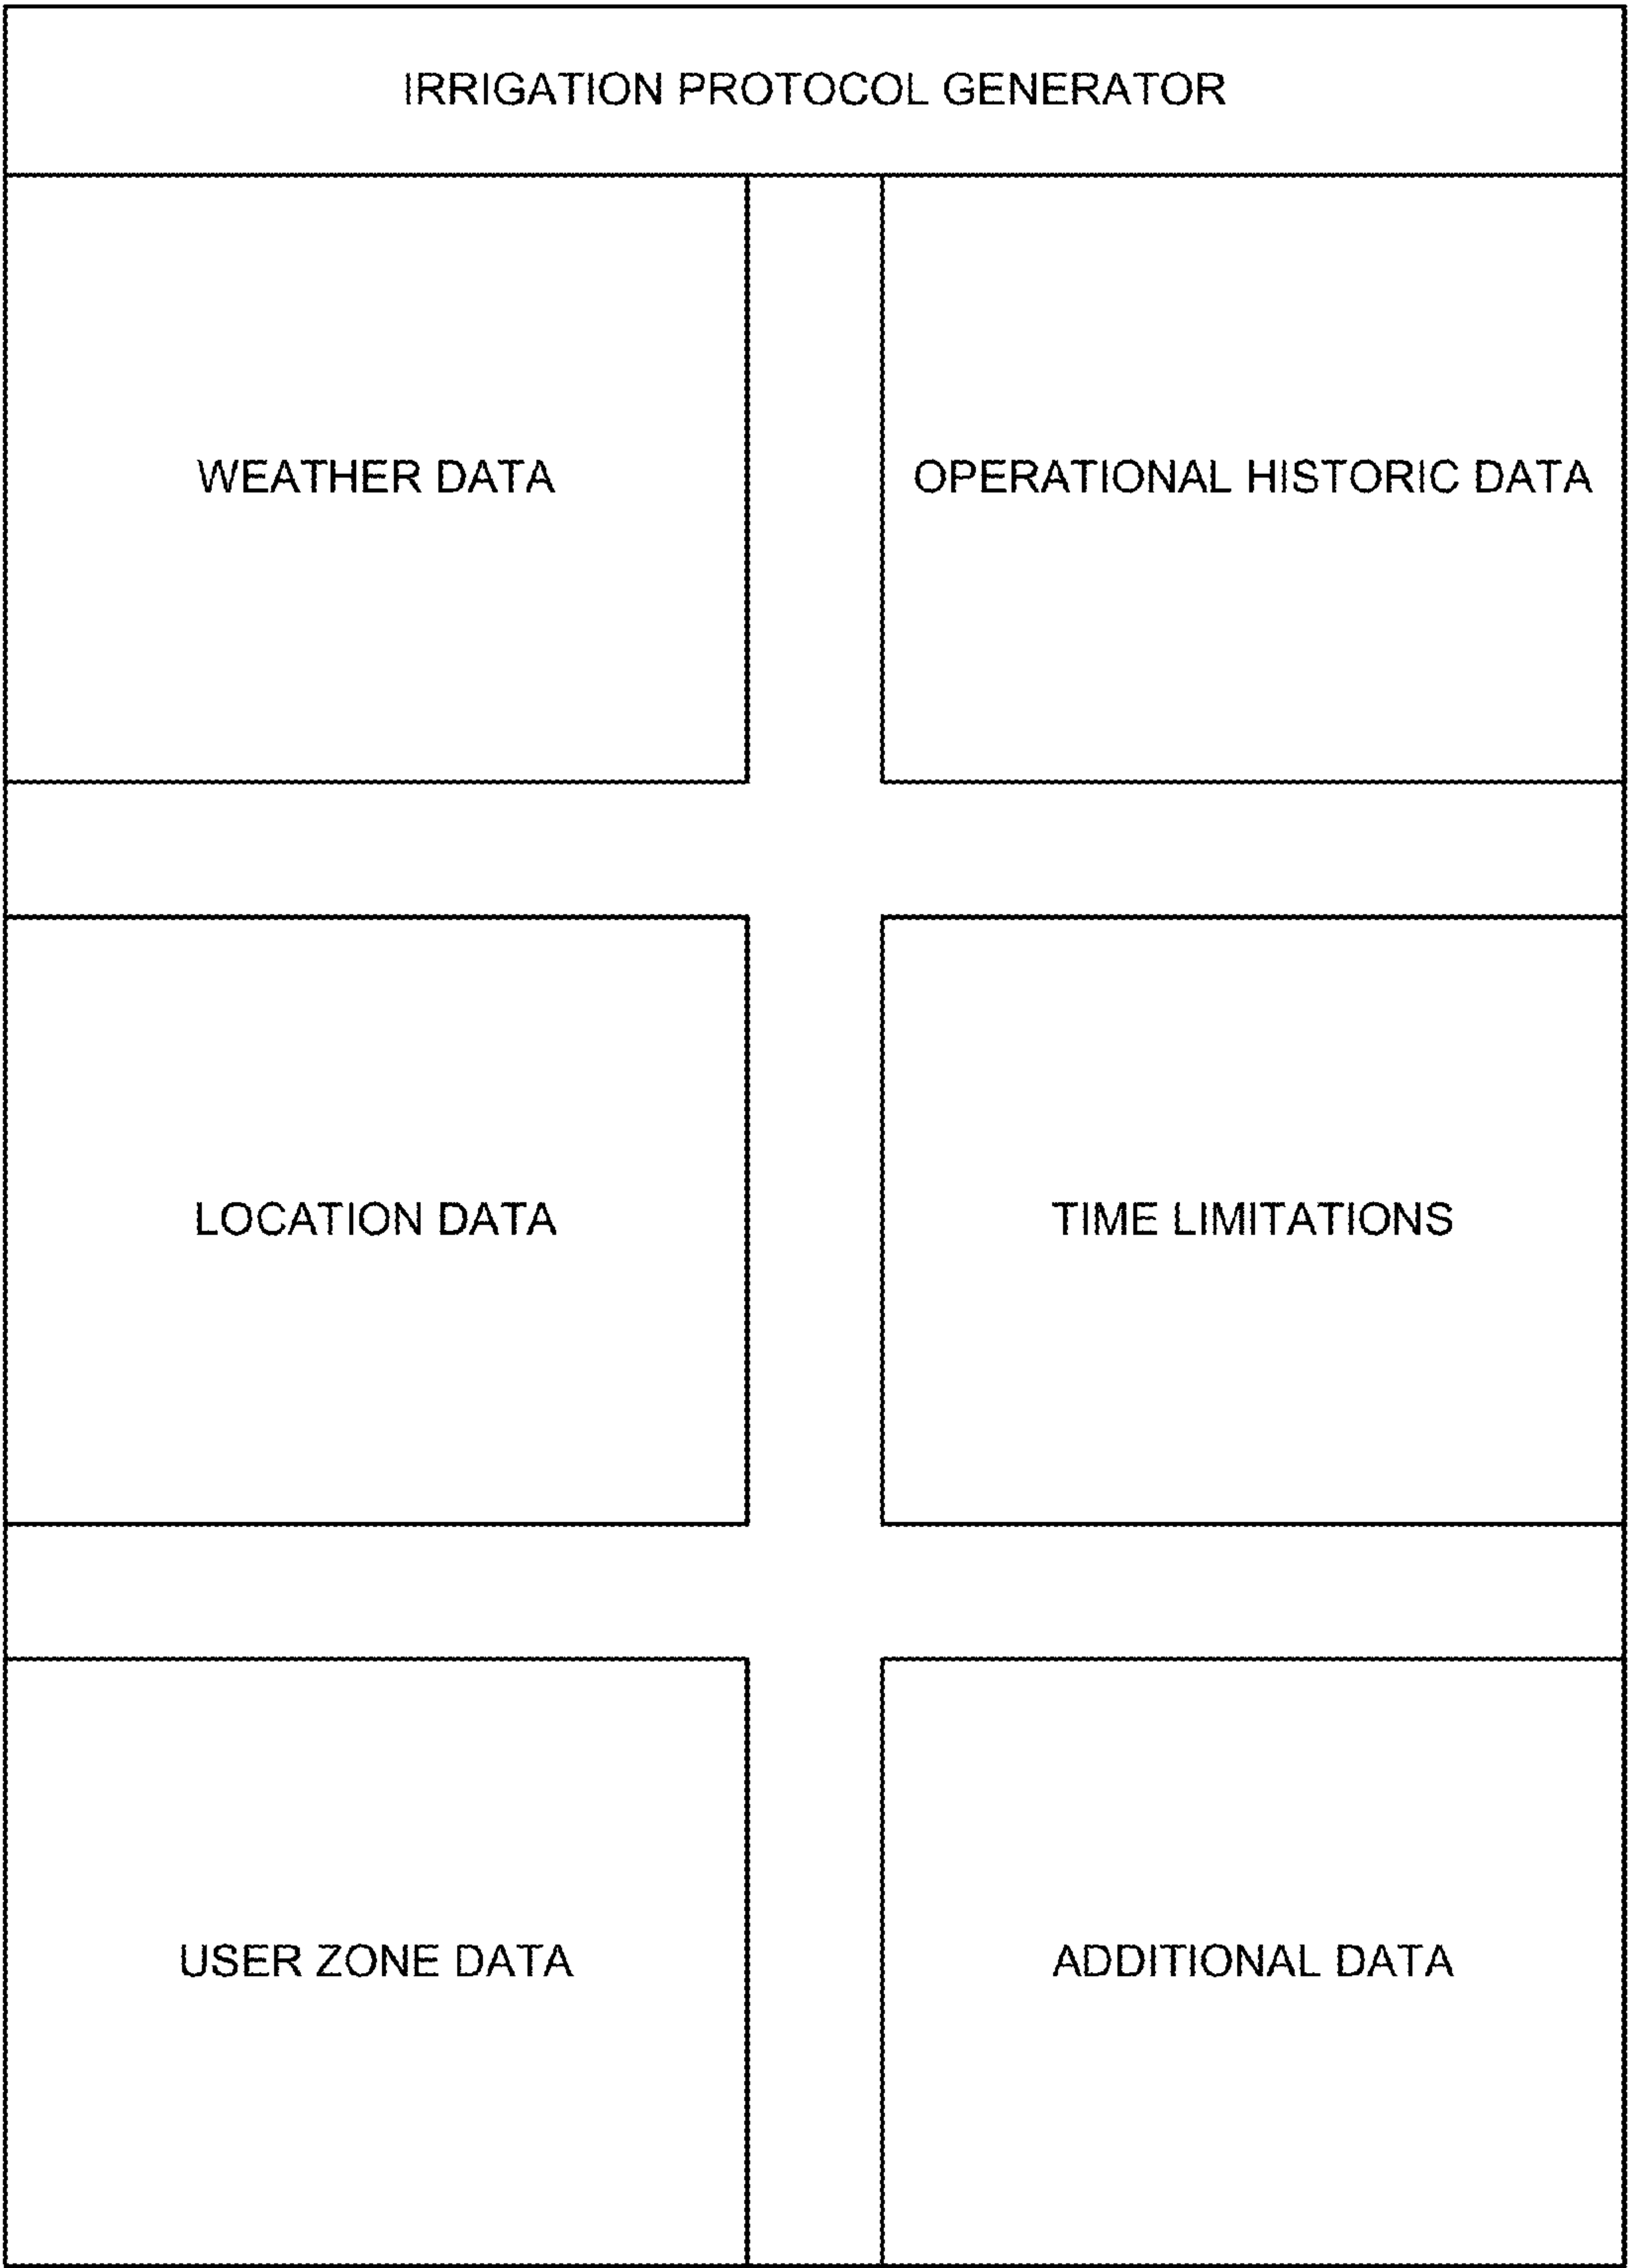 IRRIGATION PROTOCOL GENERATOR
WEATHER DATA
OPERATIONAL HISTORIC DATA
LOCATION DATA
TIME LIMITATIONS
USER ZONE DATA
ADDITIONAL DATA